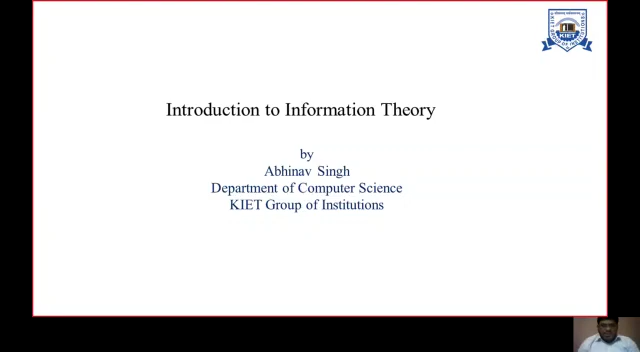 Introduction to Information Theory
by
Abhinav Singh
Department of Computer Science
KIET Group of Institutions
KIET